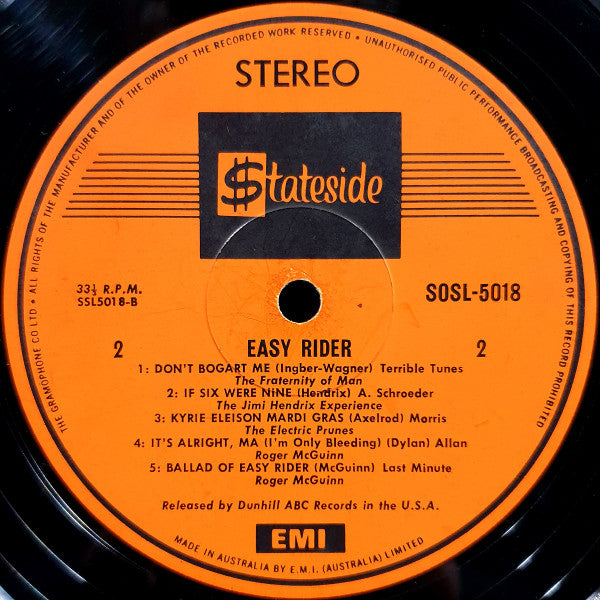 THE GRAMOPHONE CO LTD • ALL RIGHTS OF THE MANUFACTURER AND OF THE OWNER OF THE RECORDED WORK RESERVED • UNAUTHORISED PUBLIC PERFORMANCE BROADCASTING AND COPYING OF THIS RECORD PROHIBITED
STEREO
$tateside
33⅓ R.P.M.
SSL5018-B
SOSL-5018
2 EASY RIDER 2
1: DON'T BOGART ME (Ingber-Wagner) Terrible Tunes
The Fraternity of Man
2: IF SIX WERE NINE (Hendrix) A. Schroeder
The Jimi Hendrix Experience
3: KYRIE ELEISON MARDI GRAS (Axelrod) Morris
The Electric Prunes
4: IT'S ALRIGHT, MA (I'm Only Bleeding) (Dylan) Allan
Roger McGuinn
5: BALLAD OF EASY RIDER (McGuinn) Last Minute
Roger McGuinn
Released by Dunhill ABC Records in the U.S.A.
EMI
MADE IN AUSTRALIA BY E.M.I. (AUSTRALIA) LIMITED